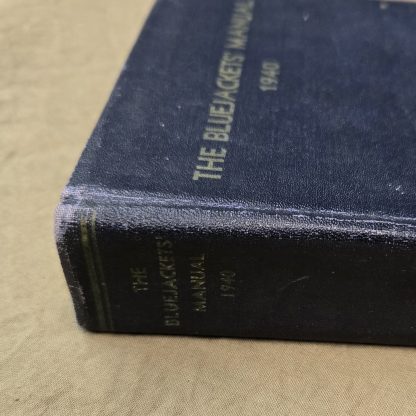 THE BLUEJACKETS' MANUAL
1940
THE
BLUEJACKETS'
MANUAL
1940